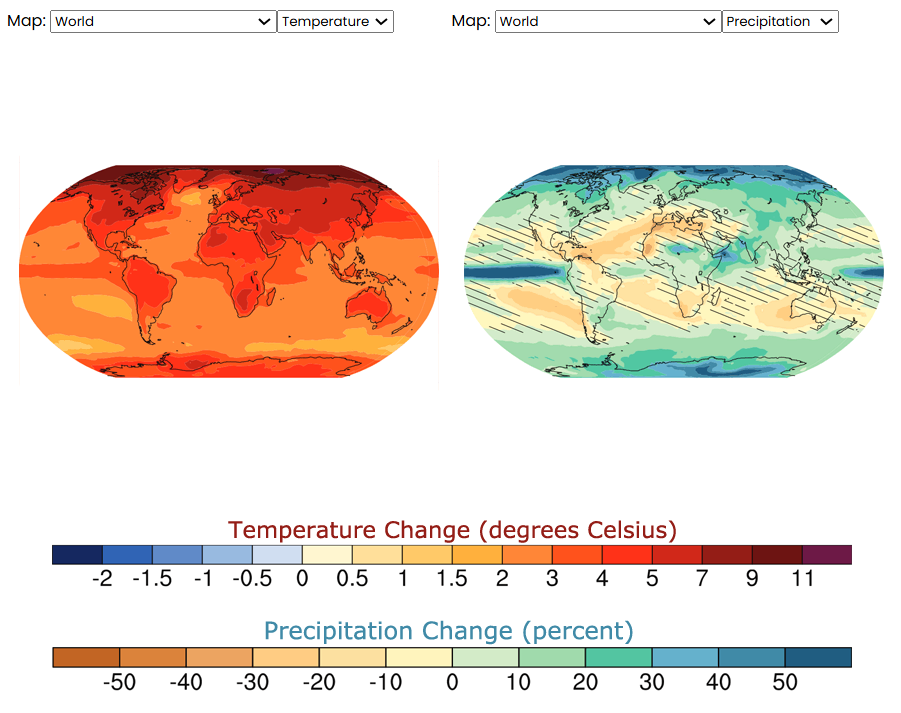 Map: World Temperature Map: World Precipitation
Temperature Change (degrees Celsius)
-2 -1.5 -1 -0.5 0 0.5 1 1.5 2 3 4 5 7 9 11
Precipitation Change (percent)
-50 -40 -30 -20 -10 0 10 20 30 40 50